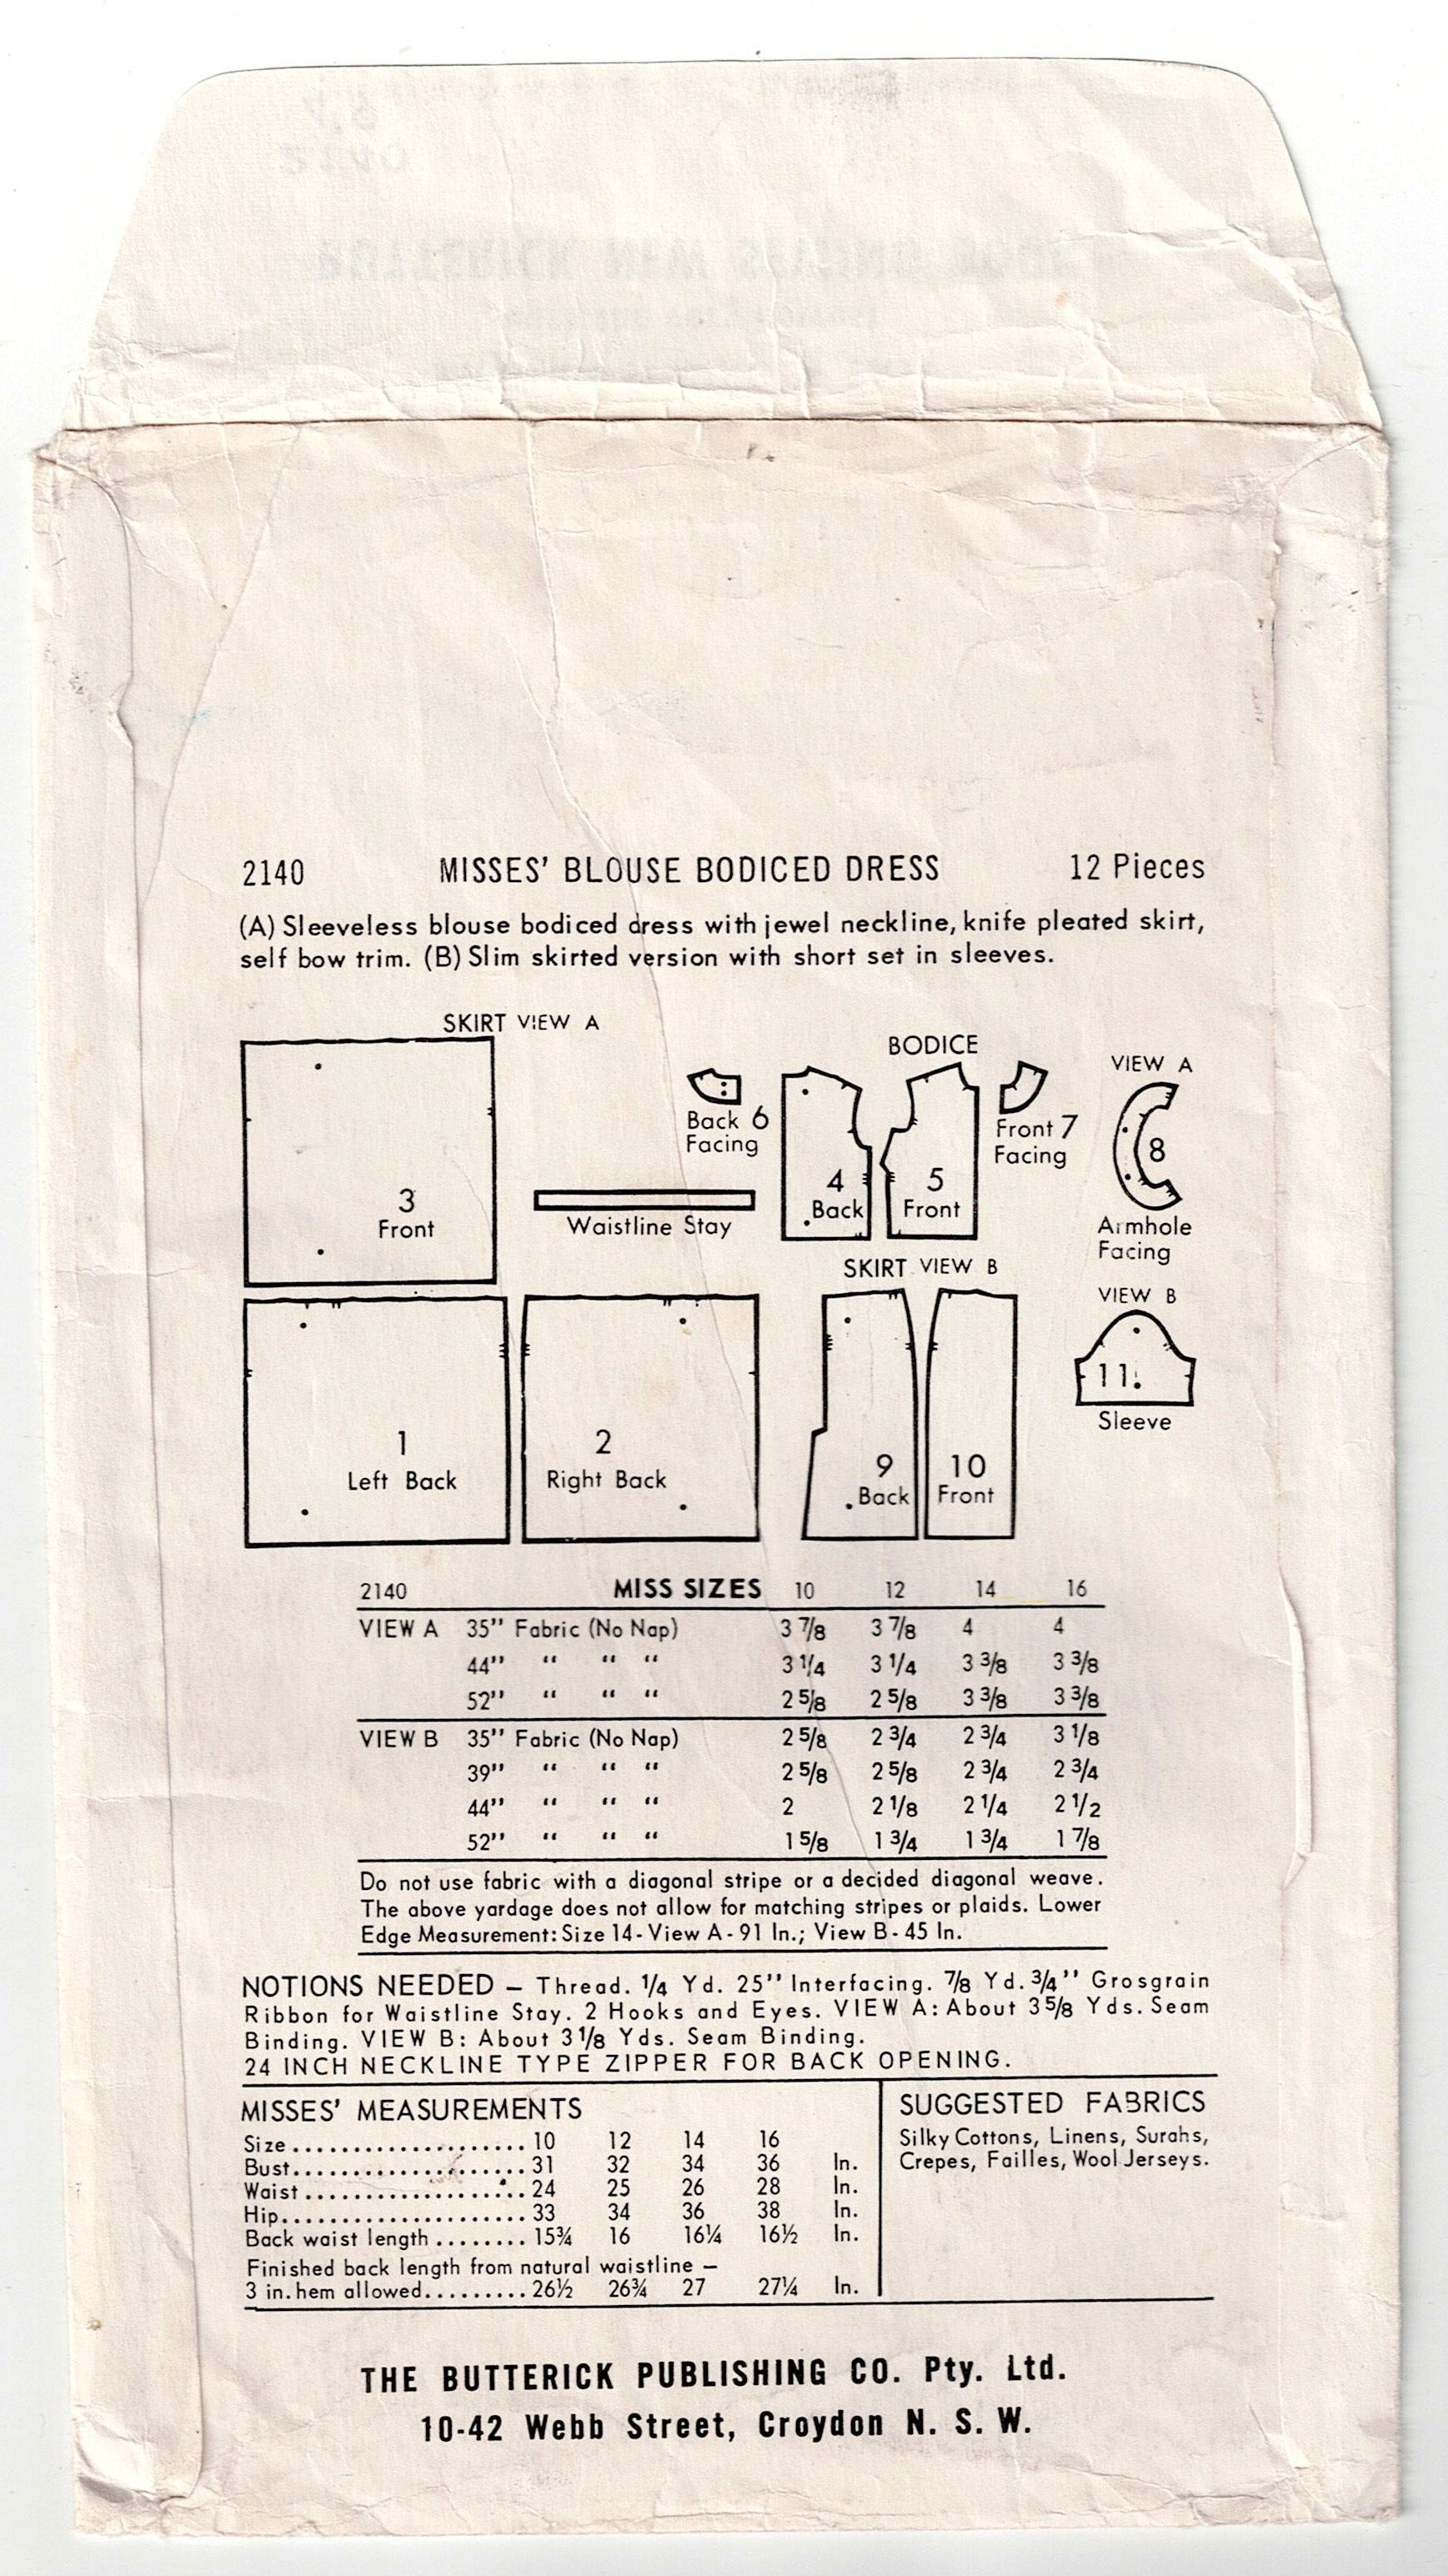 2140 MISSES' BLOUSE BODICED DRESS 12 Pieces
(A) Sleeveless blouse bodiced dress with jewel neckline, knife pleated skirt,
self bow trim. (B) Slim skirted version with short set in sleeves.
SKIRT VIEW A
3
Front
Waistline Stay
BODICE
Back 6
Facing
4
Back
5
Front
Front 7
Facing
VIEW A
8
Armhole
Facing
1
Left Back
2
Right Back
SKIRT VIEW B
9
Back
10
Front
VIEW B
11
Sleeve
2140 MISS SIZES 10 12 14 16
VIEW A 35" Fabric (No Nap) 3 7/8 3 7/8 4 4
44" " " " 3 1/4 3 1/4 3 3/8 3 3/8
52" " " " 2 5/8 2 5/8 3 3/8 3 3/8
VIEW B 35" Fabric (No Nap) 2 5/8 2 3/4 2 3/4 3 1/8
39" " " " 2 5/8 2 5/8 2 3/4 2 3/4
44" " " " 2 2 1/8 2 1/4 2 1/2
52" " " " 1 5/8 1 3/4 1 3/4 1 7/8
Do not use fabric with a diagonal stripe or a decided diagonal weave.
The above yardage does not allow for matching stripes or plaids. Lower
Edge Measurement: Size 14 - View A - 91 In.; View B - 45 In.
NOTIONS NEEDED – Thread. 1/4 Yd. 25" Interfacing. 7/8 Yd. 3/4" Grosgrain
Ribbon for Waistline Stay. 2 Hooks and Eyes. VIEW A: About 3 5/8 Yds. Seam
Binding. VIEW B: About 3 1/8 Yds. Seam Binding.
24 INCH NECKLINE TYPE ZIPPER FOR BACK OPENING.
MISSES' MEASUREMENTS
Size..................... 10 12 14 16
Bust..................... 31 32 34 36 In.
Waist.................... 24 25 26 28 In.
Hip...................... 33 34 36 38 In.
Back waist length ........ 15¾ 16 16¼ 16½ In.
Finished back length from natural waistline –
3 in. hem allowed......... 26½ 26¾ 27 27¼ In.
SUGGESTED FABRICS
Silky Cottons, Linens, Surahs,
Crepes, Failles, Wool Jerseys.
THE BUTTERICK PUBLISHING CO. Pty. Ltd.
10-42 Webb Street, Croydon N. S. W.